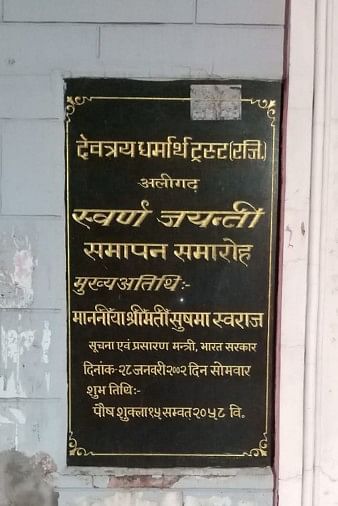 देवत्रय धर्मार्थ ट्रस्ट (रजि.)
अलीगढ़
स्वर्ण जयन्ती
समापन समारोह
मुख्य अतिथि:-
माननीया श्रीमती सुषमा स्वराज
सूचना एवं प्रसारण मन्त्री, भारत सरकार
दिनांक-२८ जनवरी २००२ दिन सोमवार
शुभ तिथि:-
पौष शुक्ला १५ सम्वत २०५८ वि.